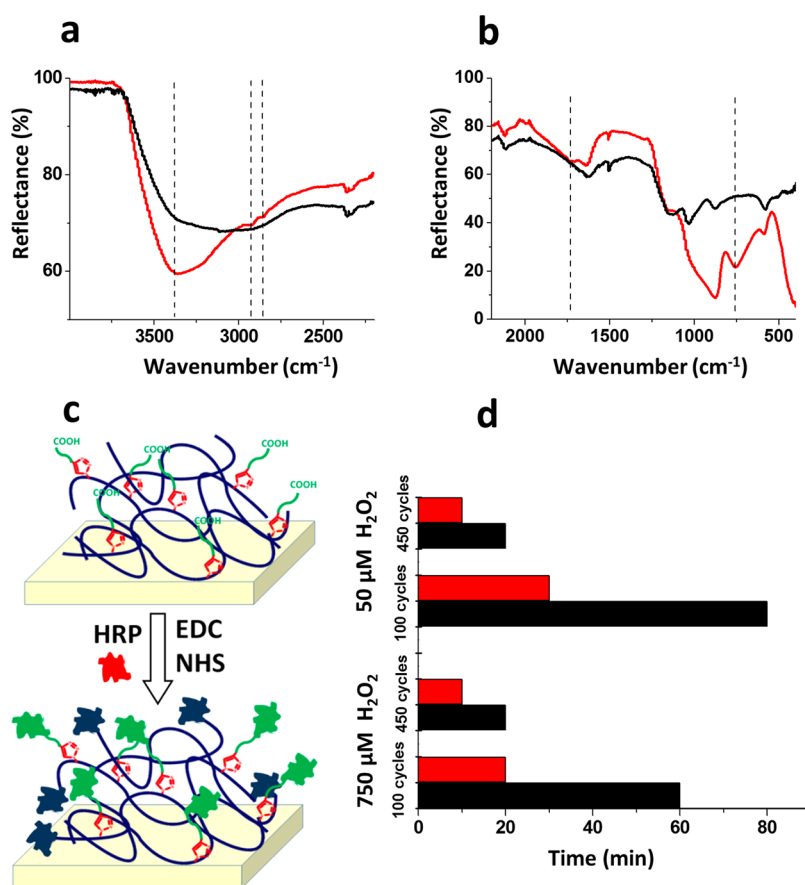 a
b
100
80
60
Reflectance (%)
3500
3000
2500
Wavenumber (cm⁻¹)
100
80
60
40
20
0
Reflectance (%)
2000
1500
1000
500
Wavenumber (cm⁻¹)
c
COOH
COOH
COOH
COOH
COOH
COOH
COOH
HRP
EDC
NHS
d
50 µM H₂O₂
450 cycles
100 cycles
750 µM H₂O₂
450 cycles
100 cycles
0
20
40
60
80
Time (min)